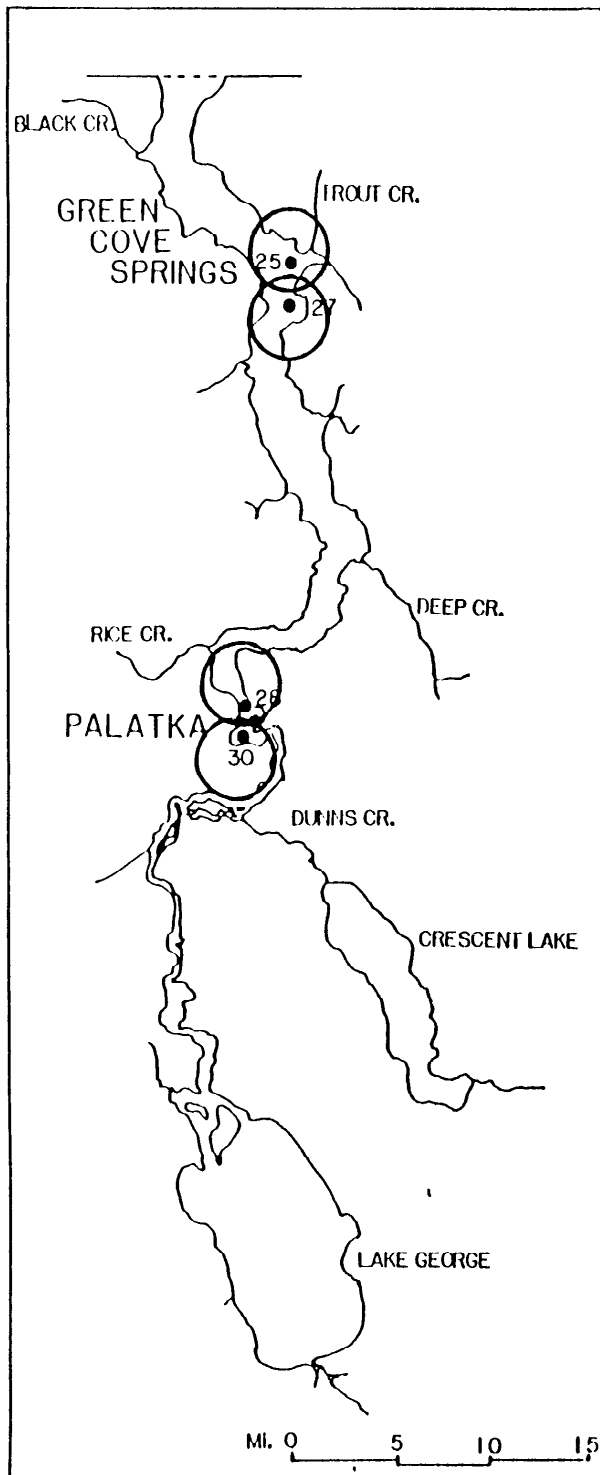 BLACK CR.
TROUT CR.
GREEN
COVE
SPRINGS
25
27
DEEP CR.
RICE CR.
28
PALATKA
30
DUNNS CR.
CRESCENT LAKE
LAKE GEORGE
MI. 0 5 10 15